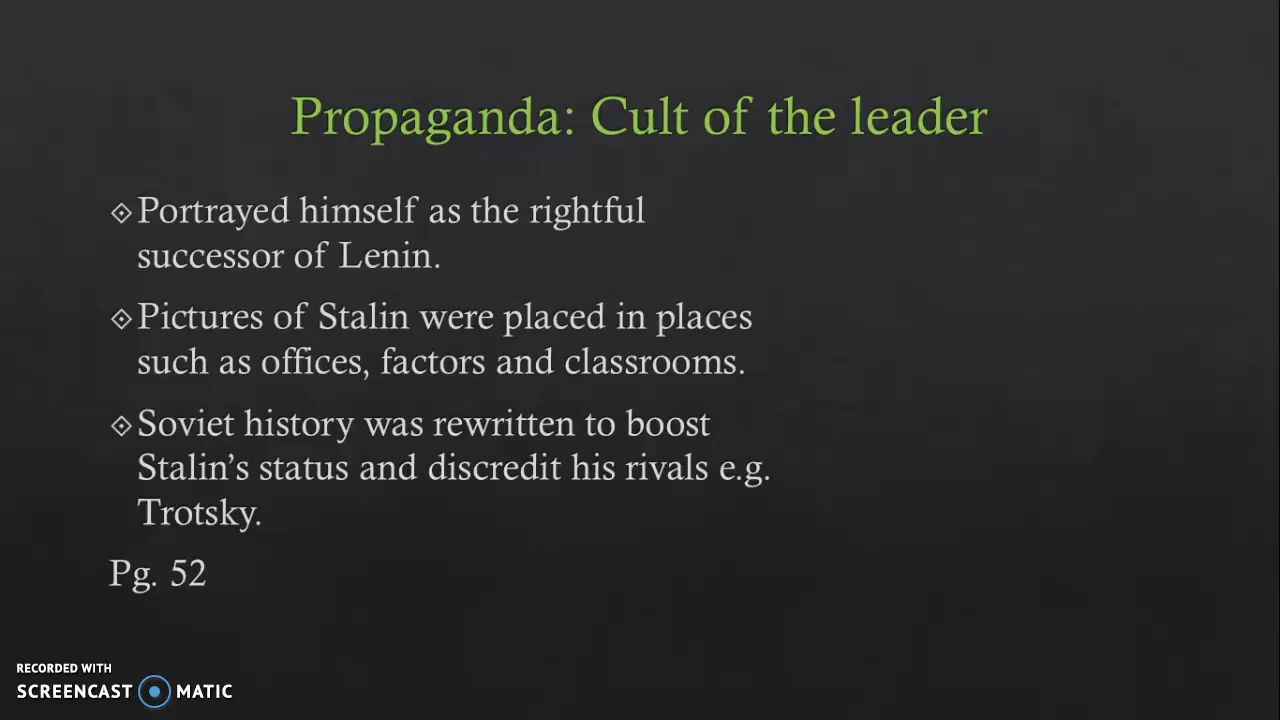 Propaganda: Cult of the leader
Portrayed himself as the rightful
successor of Lenin.
Pictures of Stalin were placed in places
such as offices, factors and classrooms.
Soviet history was rewritten to boost
Stalin’s status and discredit his rivals e.g.
Trotsky.
Pg. 52
RECORDED WITH
SCREENCAST MATIC